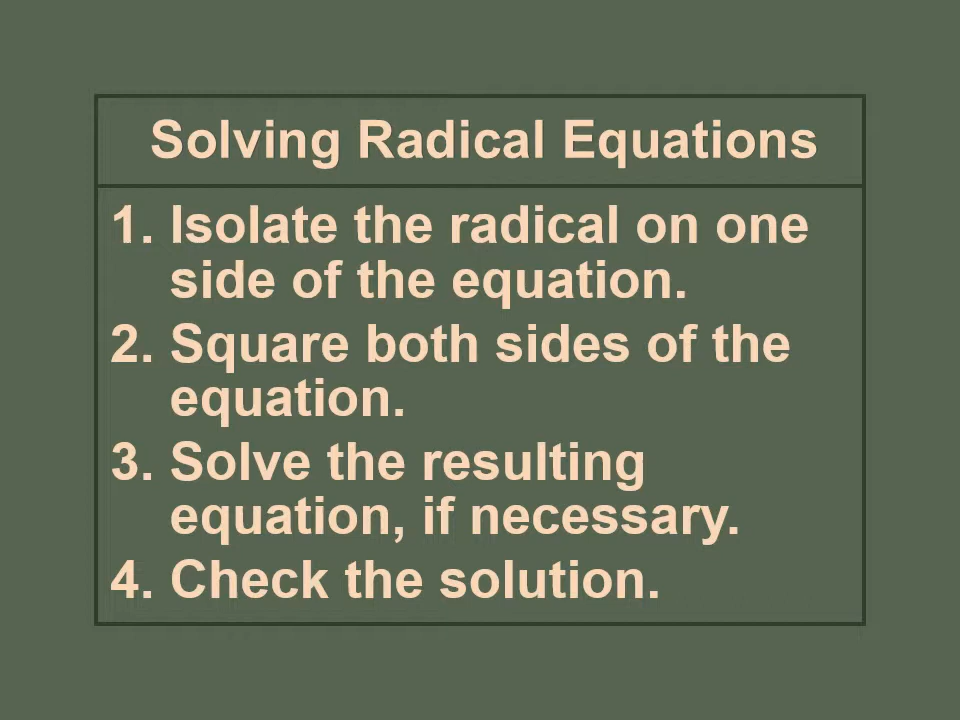 Solving Radical Equations
1. Isolate the radical on one
side of the equation.
2. Square both sides of the
equation.
3. Solve the resulting
equation, if necessary.
4. Check the solution.